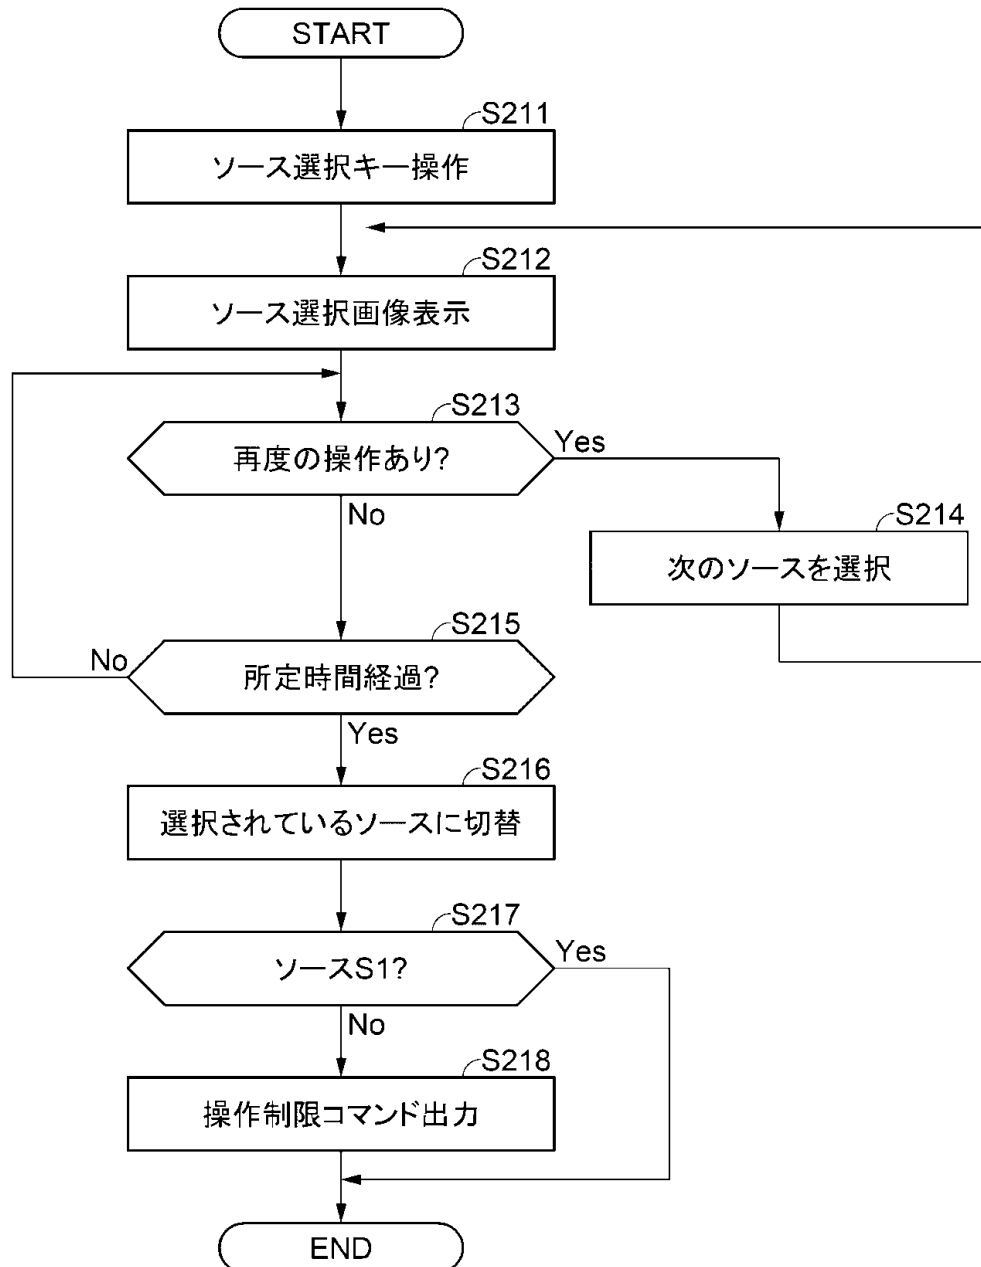 START
S211
ソース選択キー操作
S212
ソース選択画像表示
S213
再度の操作あり?
Yes
No
S214
次のソースを選択
S215
所定時間経過?
No
Yes
S216
選択されているソースに切替
S217
ソースS1?
Yes
No
S218
操作制限コマンド出力
END